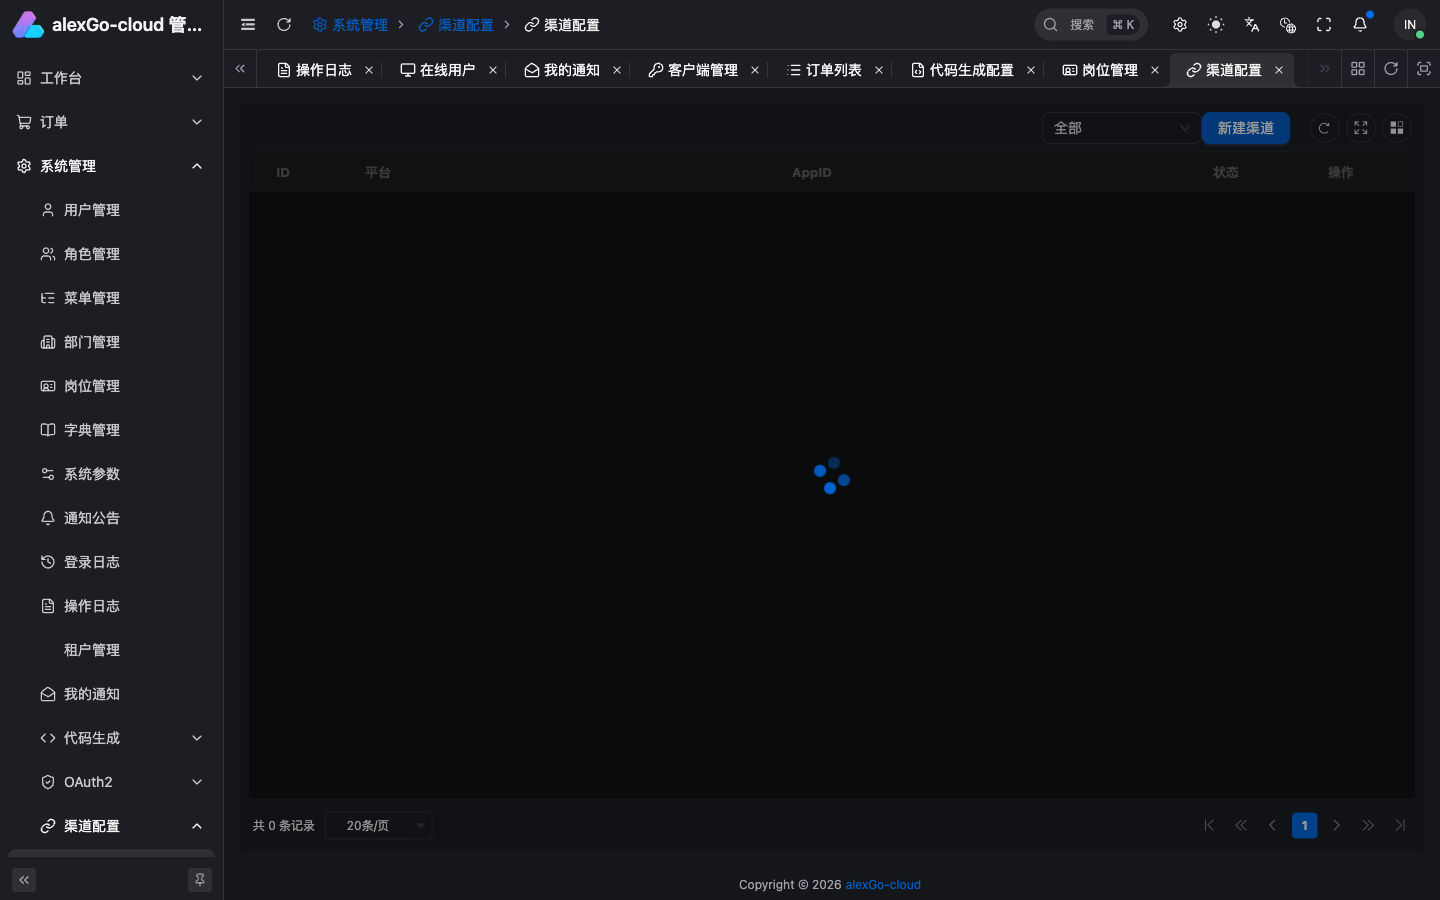 alexGo-cloud 管...
系统管理
渠道配置
渠道配置
搜索
⌘ K
IN
工作台
订单
系统管理
用户管理
角色管理
菜单管理
部门管理
岗位管理
字典管理
系统参数
通知公告
登录日志
操作日志
租户管理
我的通知
代码生成
OAuth2
渠道配置
操作日志
在线用户
我的通知
客户端管理
订单列表
代码生成配置
岗位管理
渠道配置
全部
新建渠道
ID
平台
AppID
状态
操作
共 0 条记录
20条/页
1
Copyright © 2026 alexGo-cloud